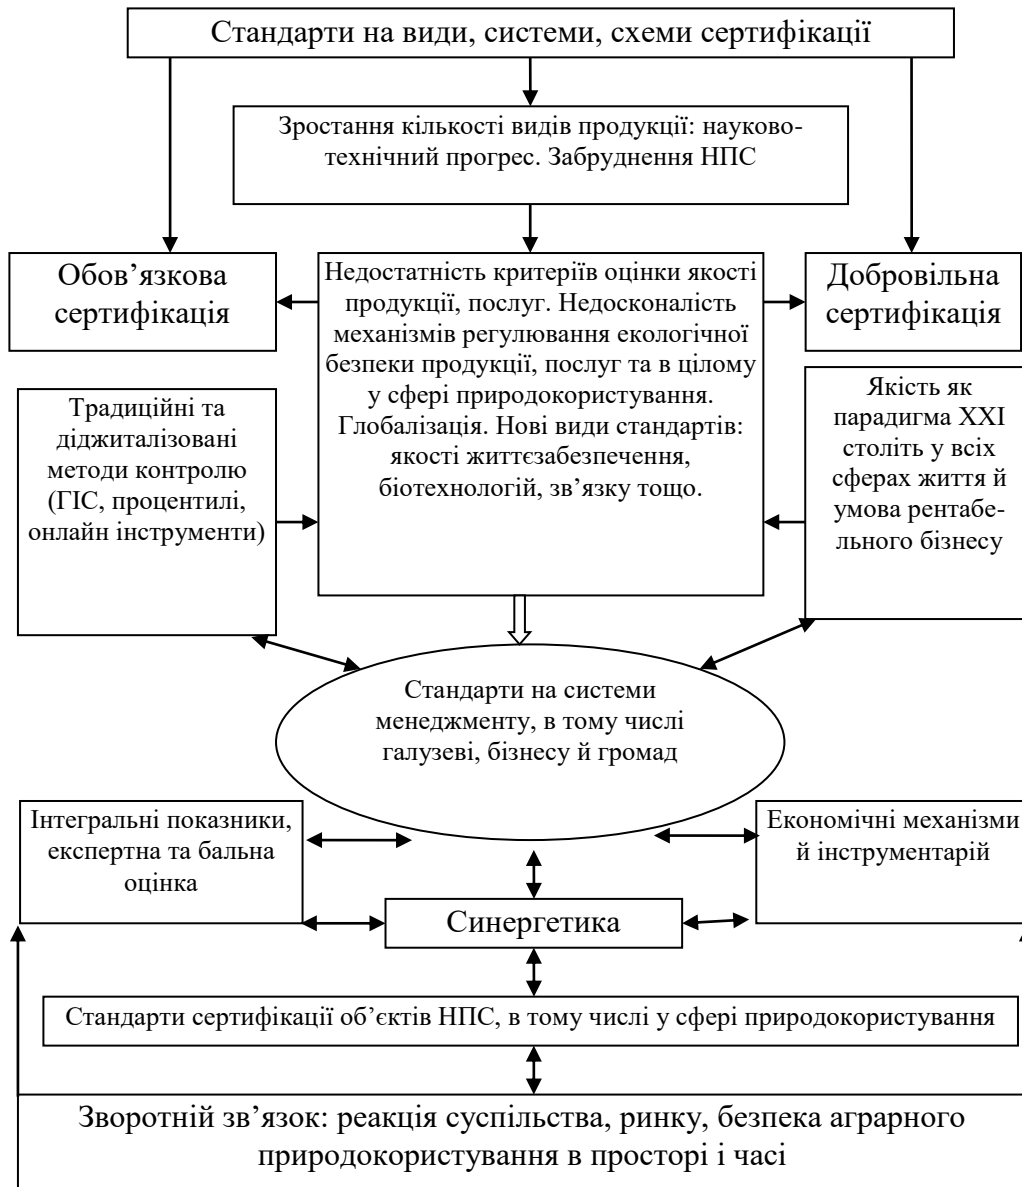 Стандарти на види, системи, схеми сертифікації
Зростання кількості видів продукції: науково-
технічний прогрес. Забруднення НПС
Обов’язкова
сертифікація
Недостатність критеріїв оцінки якості
продукції, послуг. Недосконалість
механізмів регулювання екологічної
безпеки продукції, послуг та в цілому
у сфері природокористування.
Глобалізація. Нові види стандартів:
якості життєзабезпечення,
біотехнологій, зв’язку тощо.
Добровільна
сертифікація
Традиційні та
діджиталізовані
методи контролю
(ГІС, процентилі,
онлайн інструменти)
Якість як
парадигма ХХІ
століть у всіх
сферах життя й
умова рентабе-
льного бізнесу
Стандарти на системи
менеджменту, в тому числі
галузеві, бізнесу й громад
Інтегральні показники,
експертна та бальна
оцінка
Економічні механізми
й інструментарій
Синергетика
Стандарти сертифікації об’єктів НПС, в тому числі у сфері природокористування
Зворотній зв’язок: реакція суспільства, ринку, безпека аграрного
природокористування в просторі і часі